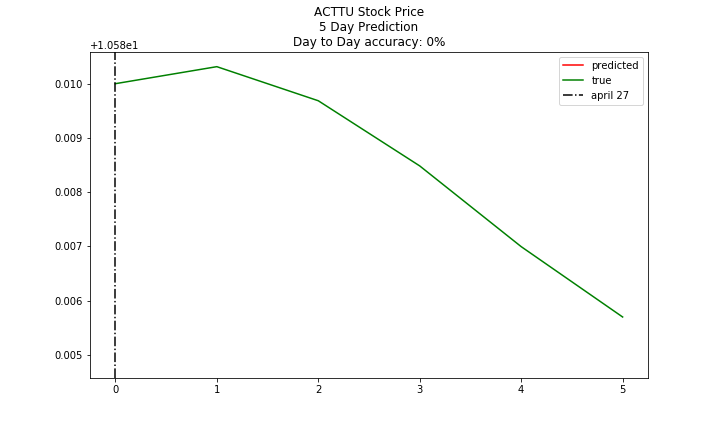 ACTTU Stock Price
5 Day Prediction
Day to Day accuracy: 0%
+1.058e1
predicted
true
april 27
0.010
0.009
0.008
0.007
0.006
0.005
0 1 2 3 4 5